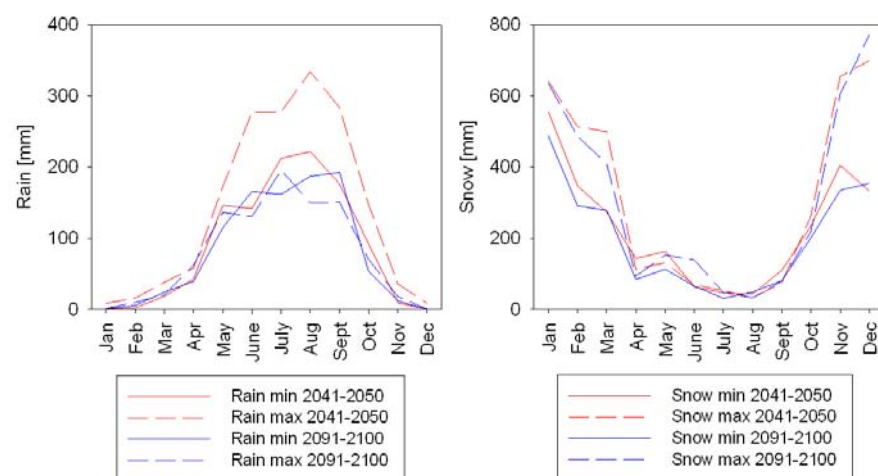 400
300
200
100
0
Rain [mm]
Jan
Feb
Mar
Apr
May
June
July
Aug
Sept
Oct
Nov
Dec
Rain min 2041-2050
Rain max 2041-2050
Rain min 2091-2100
Rain max 2091-2100
800
600
400
200
0
Snow [mm]
Jan
Feb
Mar
Apr
May
June
July
Aug
Sept
Oct
Nov
Dec
Snow min 2041-2050
Snow max 2041-2050
Snow min 2091-2100
Snow max 2091-2100